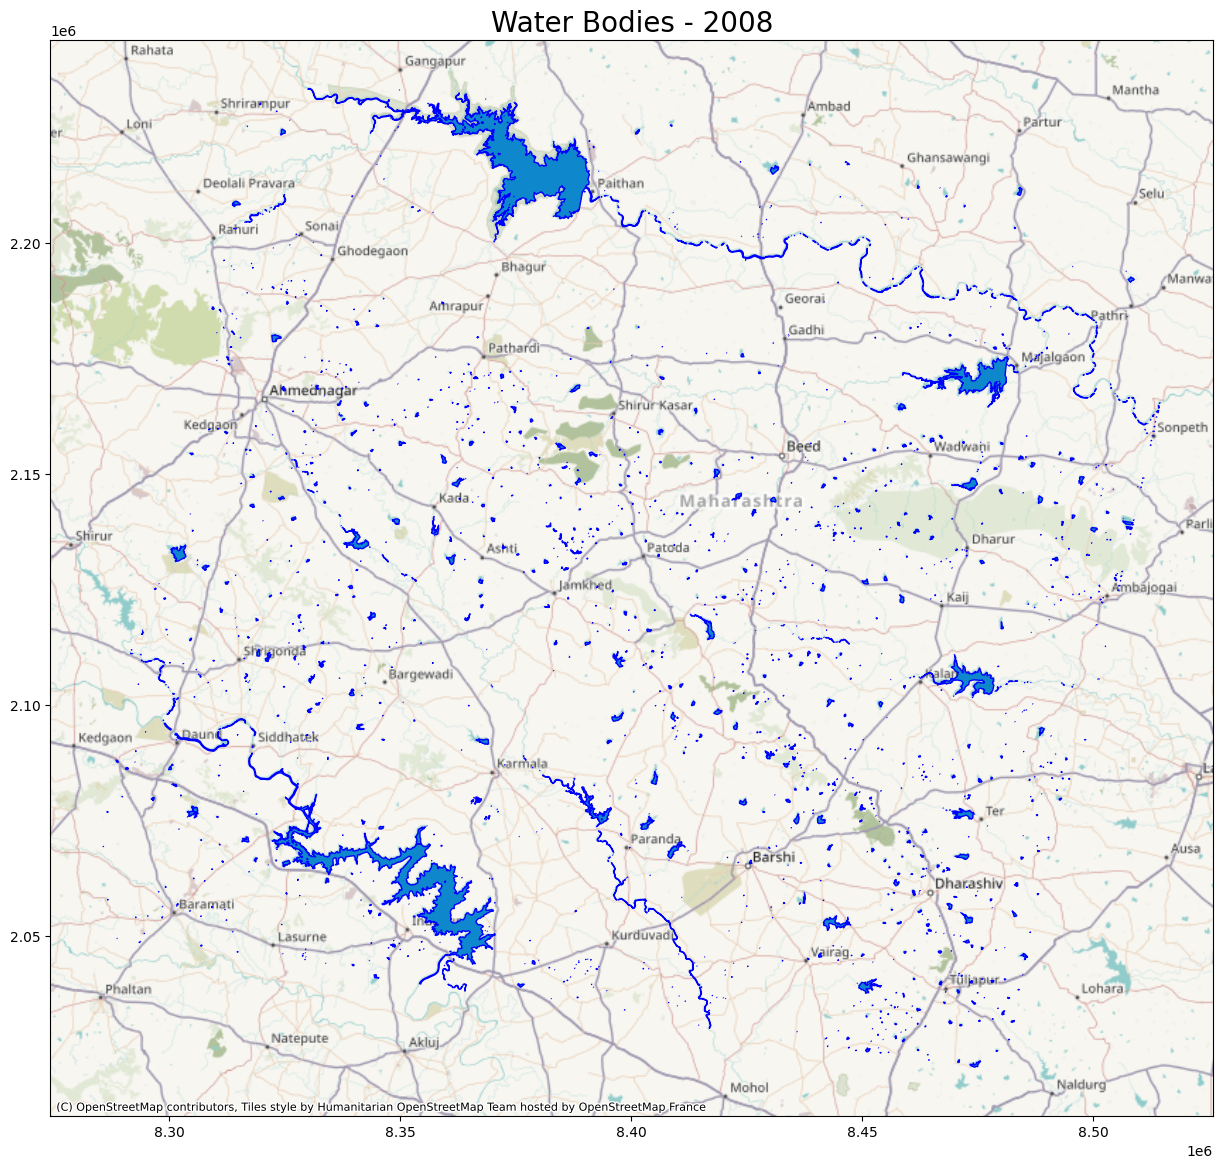 Water Bodies - 2008
1e6
Rahata
Gangapur
Mantha
Shrirampur
Ambad
Loni
er
Partur
Ghansawangi
Deolali Pravara
Paithan
Selu
Rahuri
Sonai
2.20
Ghodegaon
Bhagur
Manwa
Amrapur
Georai
Pathri
Gadhi
Pathardi
Majalgaon
Ahmednagar
Shirur Kasar
Kedgaon
Sonpeth
Beed
Wadwani
2.15
Kada
Maharashtra
Shirur
Parli
Ashti
Patoda
Dharur
Jamkhed
Ambajogai
Kaij
Shrigonda
Bargewadi
2.10
Kedgaon
Daund
Siddhatek
Karmala
Ter
Paranda
Ausa
Barshi
Dharashiv
Baramati
2.05
Lasurne
Kurduvadi
Vairag
Tuljapur
Phaltan
Lohara
Natepute
Akluj
Mohol
Naldurg
(C) OpenStreetMap contributors, Tiles style by Humanitarian OpenStreetMap Team hosted by OpenStreetMap France
8.30
8.35
8.40
8.45
8.50
1e6